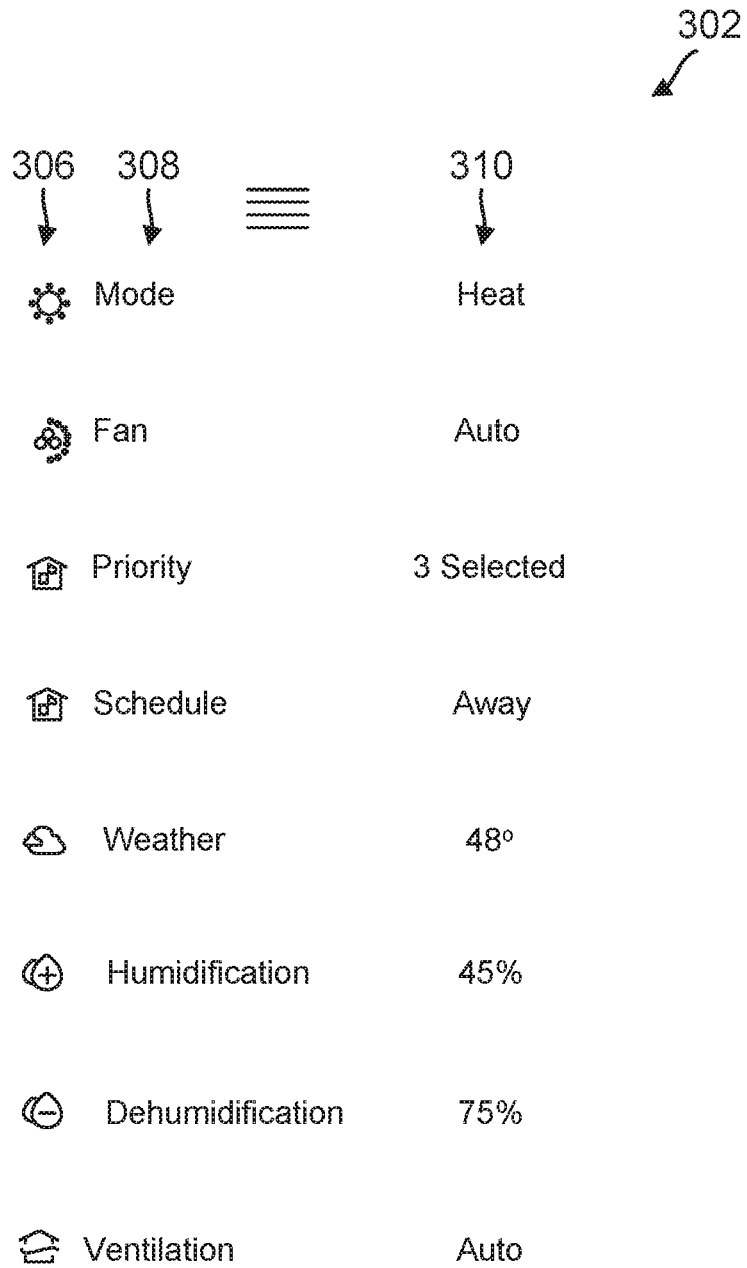 302
306 308 310
Mode Heat
Fan Auto
Priority 3 Selected
Schedule Away
Weather 48º
Humidification 45%
Dehumidification 75%
Ventilation Auto